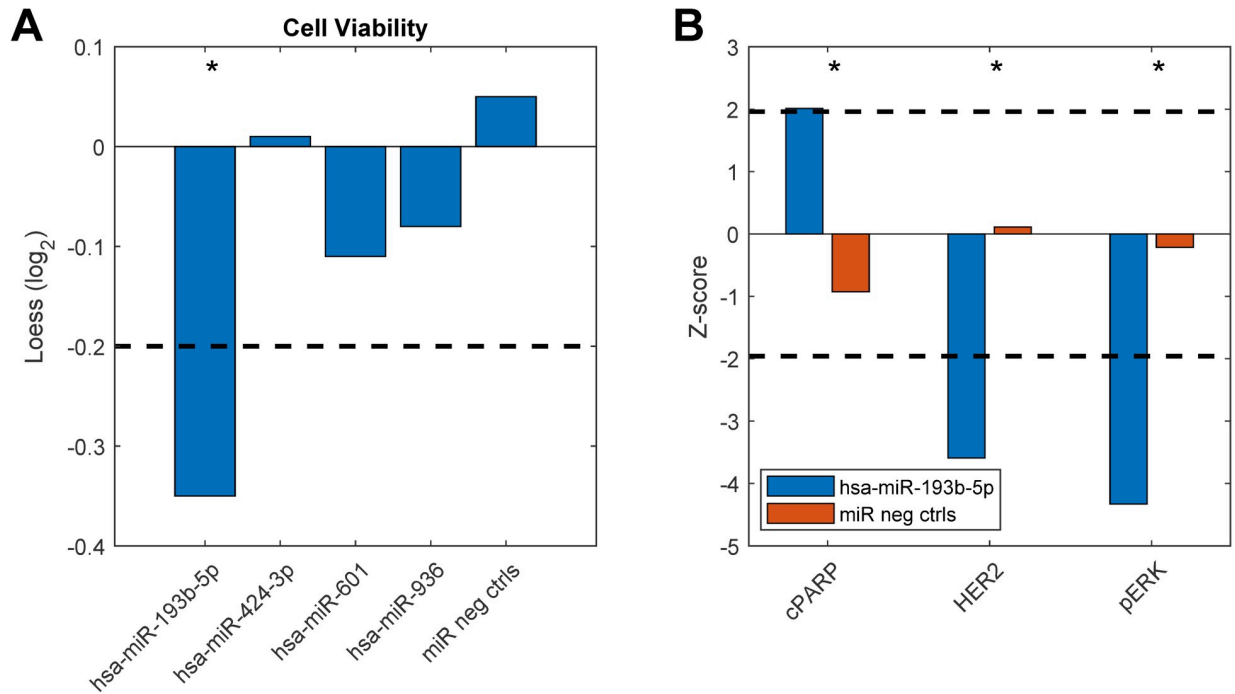 A
Cell Viability
*
0.1
0
-0.1
-0.2
-0.3
-0.4
Loess (log2)
hsa-miR-193b-5p
hsa-miR-424-3p
hsa-miR-601
hsa-miR-936
miR neg ctrls
B
* * *
3
2
1
0
-1
-2
-3
-4
-5
Z-score
hsa-miR-193b-5p
miR neg ctrls
cPARP
HER2
pERK